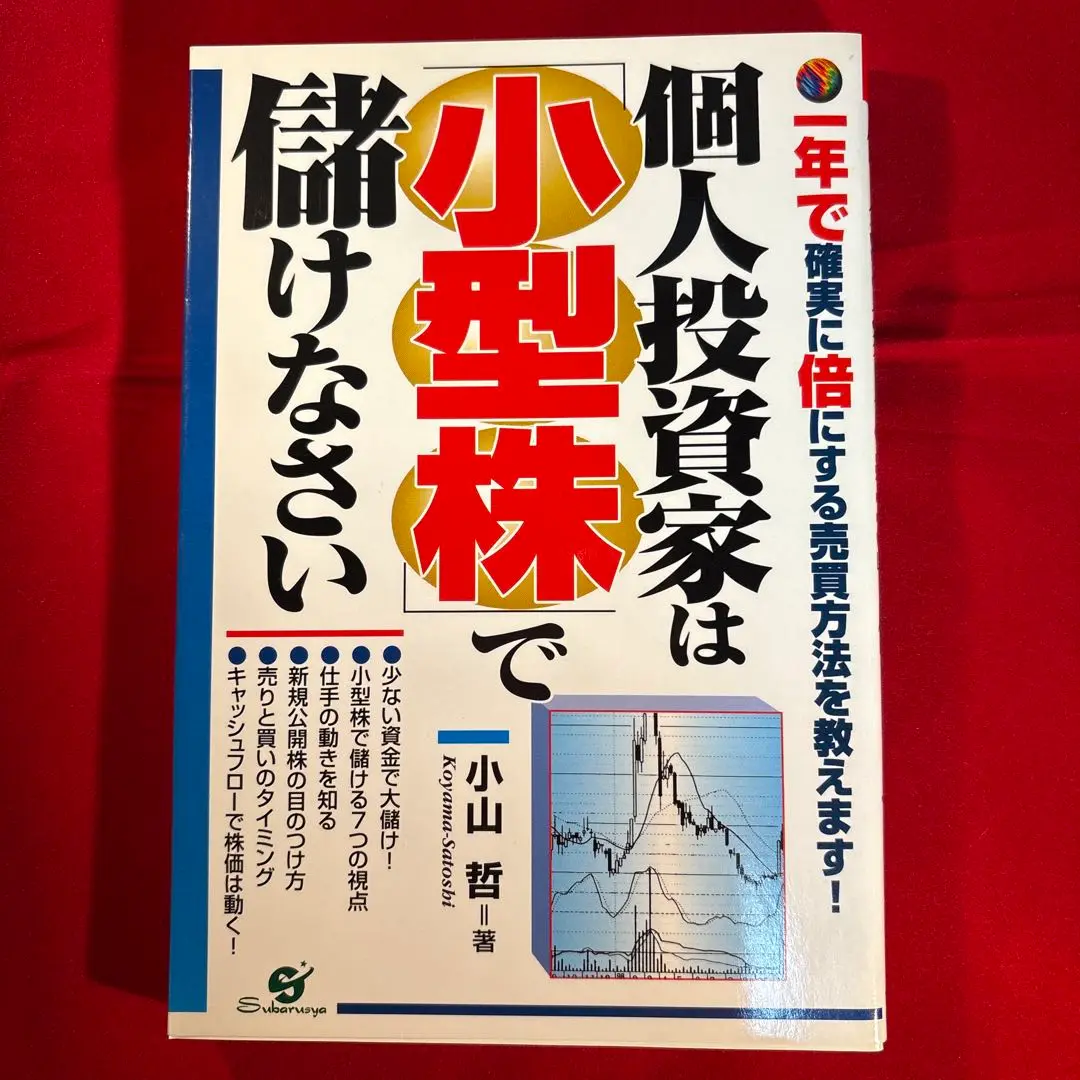 一年で確実に倍にする売買方法を教えます！
個人投資家は
「小型株」で
儲けなさい
小山 哲＝著
Koyama-Satoshi
●少ない資金で大儲け！
●小型株で儲ける7つの視点
●仕手の動きを知る
●新規公開株の目のつけ方
●売りと買いのタイミング
●キャッシュフローで株価は動く！
Subarusya